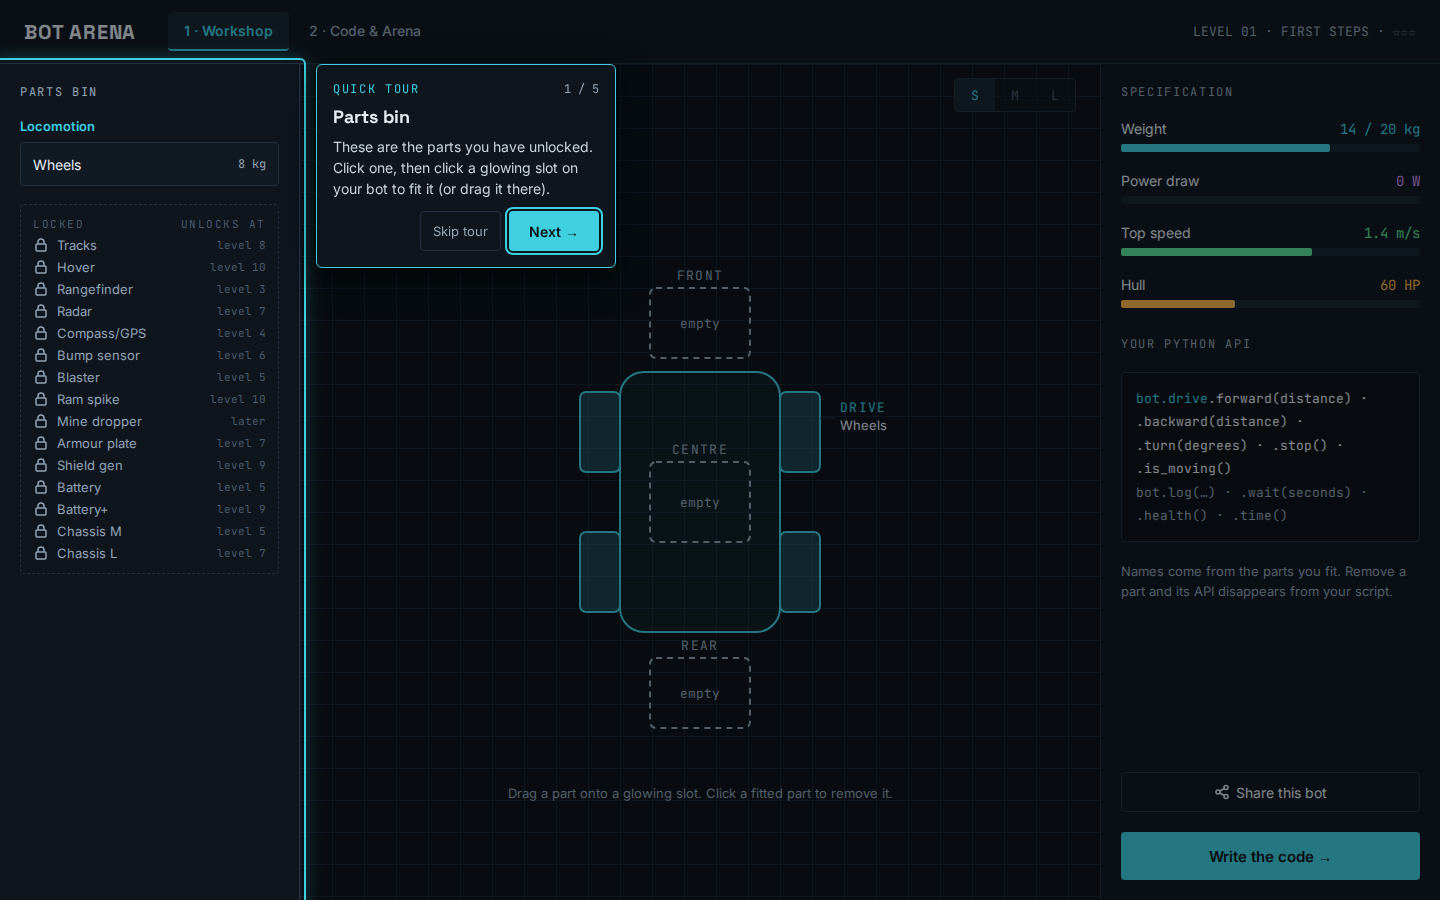 BOT ARENA
1 · Workshop
2 · Code & Arena
LEVEL 01 · FIRST STEPS · ☆☆☆
PARTS BIN
Locomotion
Wheels 8 kg
LOCKED UNLOCKS AT
Tracks level 8
Hover level 10
Rangefinder level 3
Radar level 7
Compass/GPS level 4
Bump sensor level 6
Blaster level 5
Ram spike level 10
Mine dropper later
Armour plate level 7
Shield gen level 9
Battery level 5
Battery+ level 9
Chassis M level 5
Chassis L level 7
QUICK TOUR 1 / 5
Parts bin
These are the parts you have unlocked.
Click one, then click a glowing slot on
your bot to fit it (or drag it there).
Skip tour
Next →
S M L
FRONT
empty
DRIVE
Wheels
CENTRE
empty
REAR
empty
Drag a part onto a glowing slot. Click a fitted part to remove it.
SPECIFICATION
Weight 14 / 20 kg
Power draw 0 W
Top speed 1.4 m/s
Hull 60 HP
YOUR PYTHON API
bot.drive.forward(distance) ·
.backward(distance) ·
.turn(degrees) · .stop() ·
.is_moving()
bot.log(…) · .wait(seconds) ·
.health() · .time()
Names come from the parts you fit. Remove a
part and its API disappears from your script.
Share this bot
Write the code →